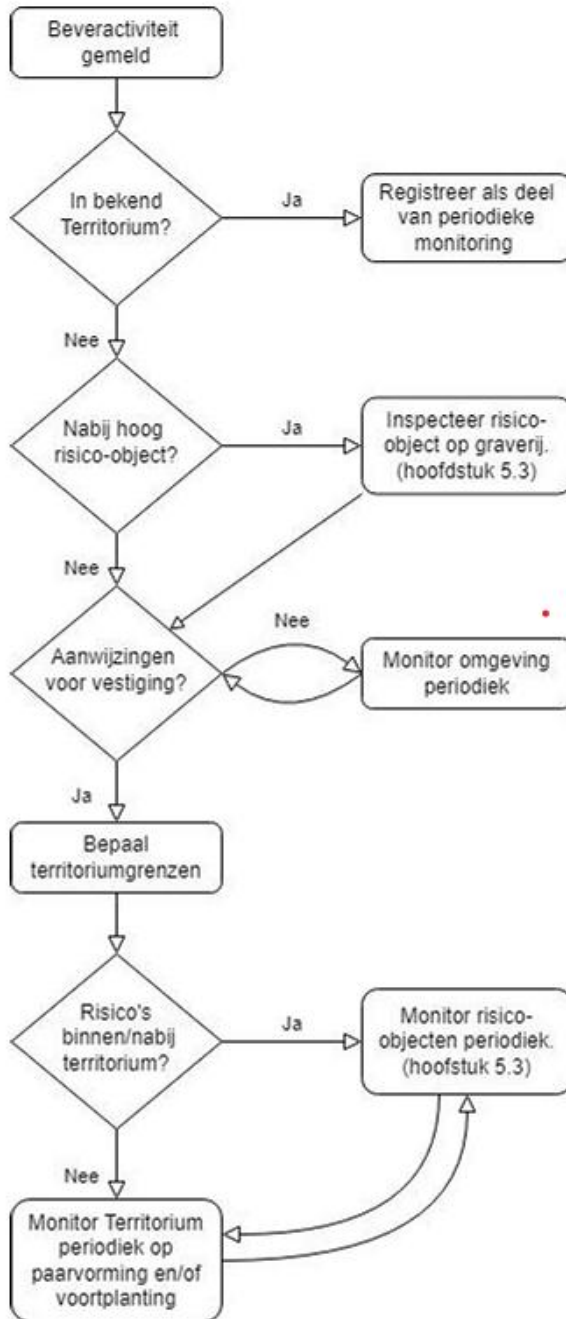 Beveractiviteit
gemeld
In bekend
Territorium?
Ja
Registreer als deel
van periodieke
monitoring
Nee
Nabij hoog
risico-object?
Ja
Inspecteer risico-
object op graverij.
(hoofdstuk 5.3)
Nee
Aanwijzingen
voor vestiging?
Nee
Monitor omgeving
periodiek
Ja
Bepaal
territoriumgrenzen
Risico's
binnen/nabij
territorium?
Ja
Monitor risico-
objecten periodiek.
(hoofstuk 5.3)
Nee
Monitor Territorium
periodiek op
paarvorming en/of
voortplanting